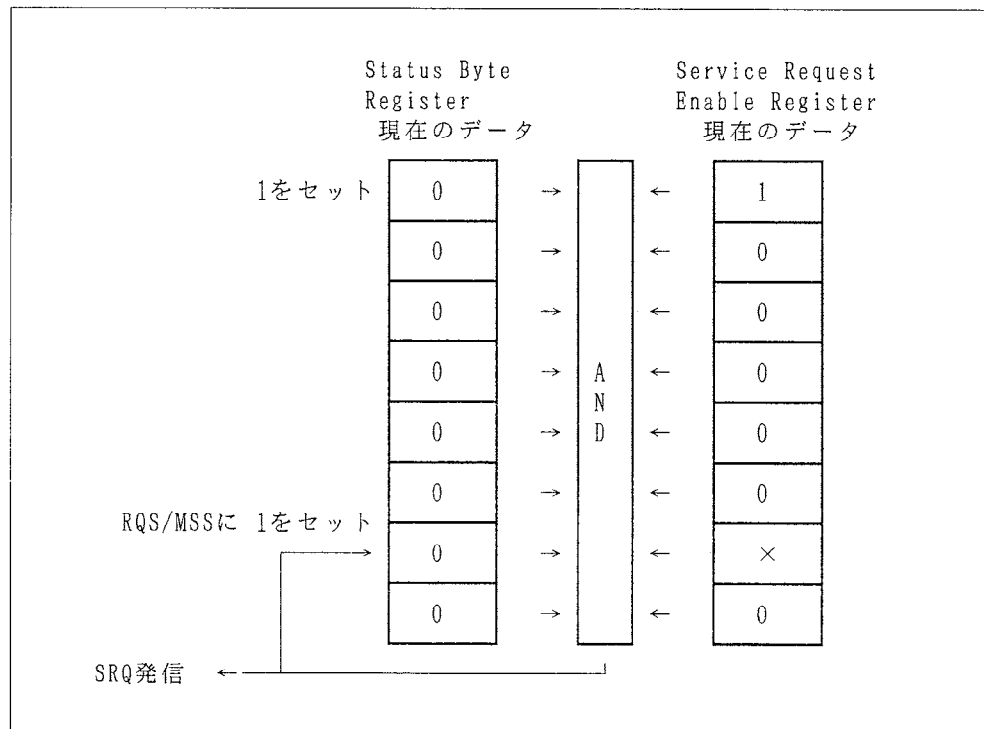 Status Byte
Register
現在のデータ
Service Request
Enable Register
現在のデータ
1をセット 0 → ← 1
0 → ← 0
0 → ← 0
0 → A ← 0
N
0 → D ← 0
0 → ← 0
RQS/MSSに 1をセット
0 → ← ×
0 → ← 0
SRQ発信 ←